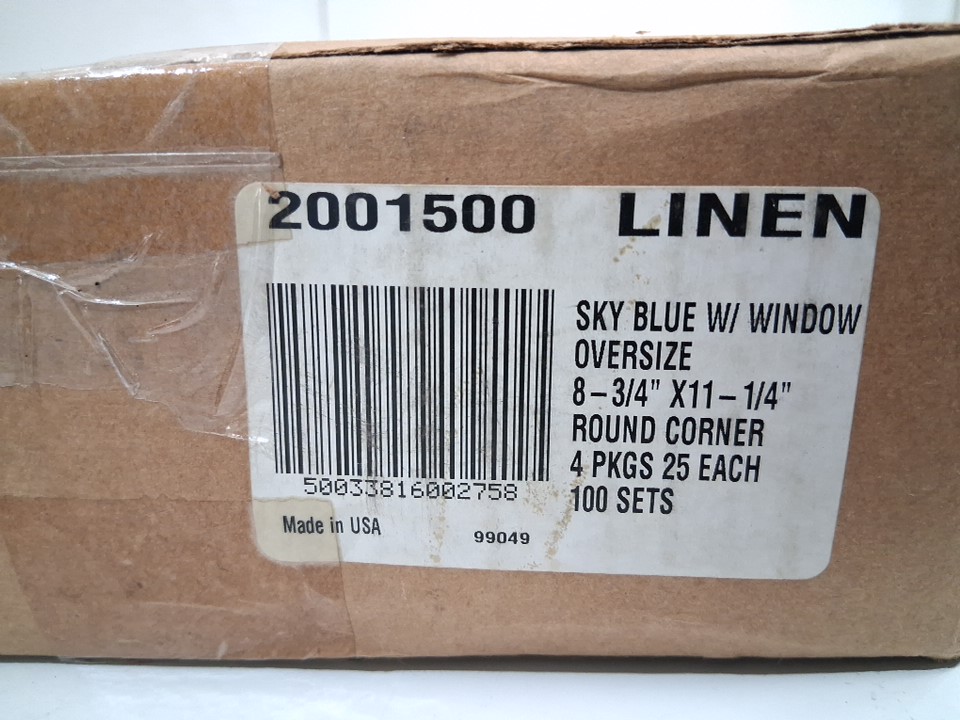 2001500 LINEN
SKY BLUE W/ WINDOW
OVERSIZE
8-3/4" X11-1/4"
ROUND CORNER
4 PKGS 25 EACH
100 SETS
50033816002758
Made in USA
99049